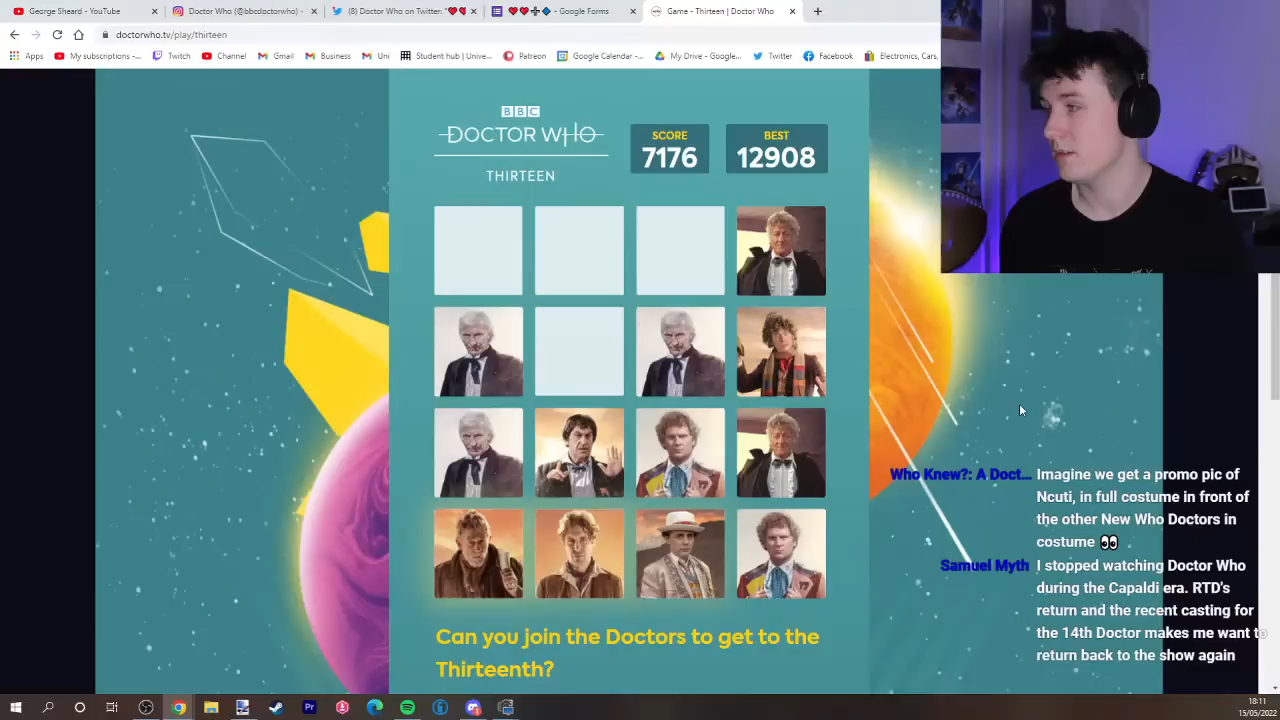 George Sheard - YouTube
Instagram
Doctor Who (@bbcdoctorwho) -
(8) Doctor Who on Twitter: "❤️❤️
❤️❤️➕🔷 - Google Forms
Game - Thirteen | Doctor Who
doctorwho.tv/play/thirteen
Apps
My subscriptions -...
Twitch
Channel
Gmail
Business
Uni
Student hub | Unive...
Patreon
Google Calendar -...
My Drive - Google...
Twitter
Facebook
Electronics, Cars,
BBC
DOCTOR WHO
THIRTEEN
SCORE
7176
BEST
12908
Who Knew?: A Doct... Imagine we get a promo pic of
Ncuti, in full costume in front of
the other New Who Doctors in
costume 👀
Samuel Myth I stopped watching Doctor Who
during the Capaldi era. RTD's
return and the recent casting for
the 14th Doctor makes me want to
return back to the show again
Can you join the Doctors to get to the
Thirteenth?
Pr
18:11
15/05/2022